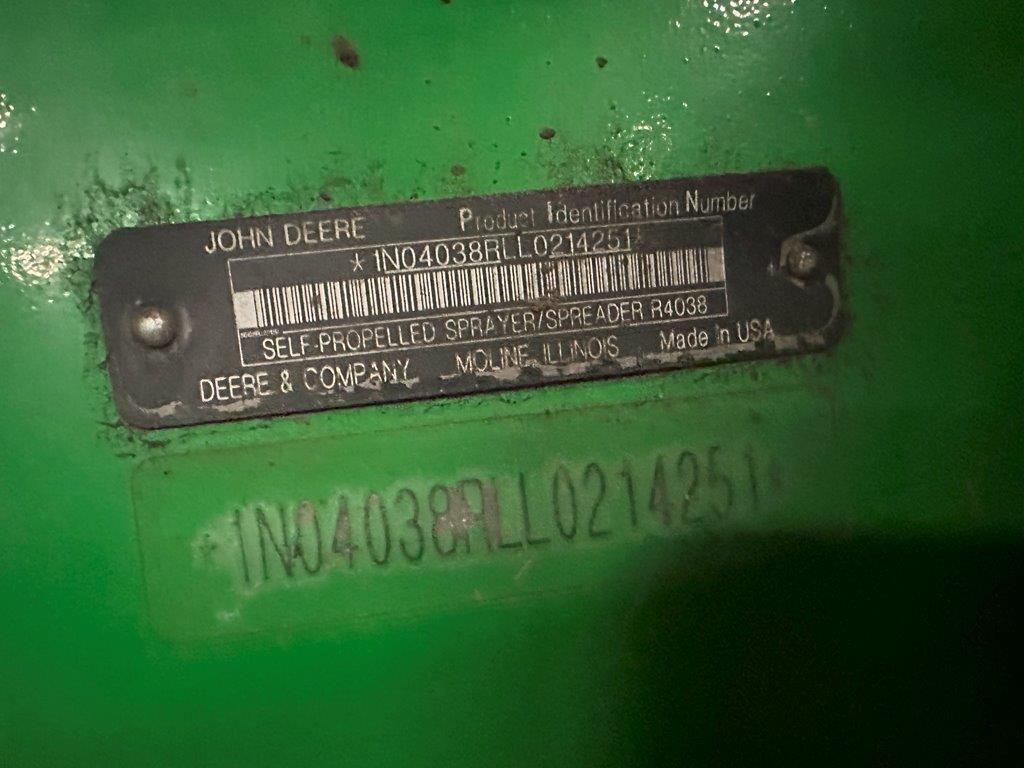 JOHN DEERE Product Identification Number
*1N04038RLL0214251*
SELF-PROPELLED SPRAYER/SPREADER R4038
DEERE & COMPANY MOLINE, ILLINOIS Made in USA
*1N04038RLL0214251*